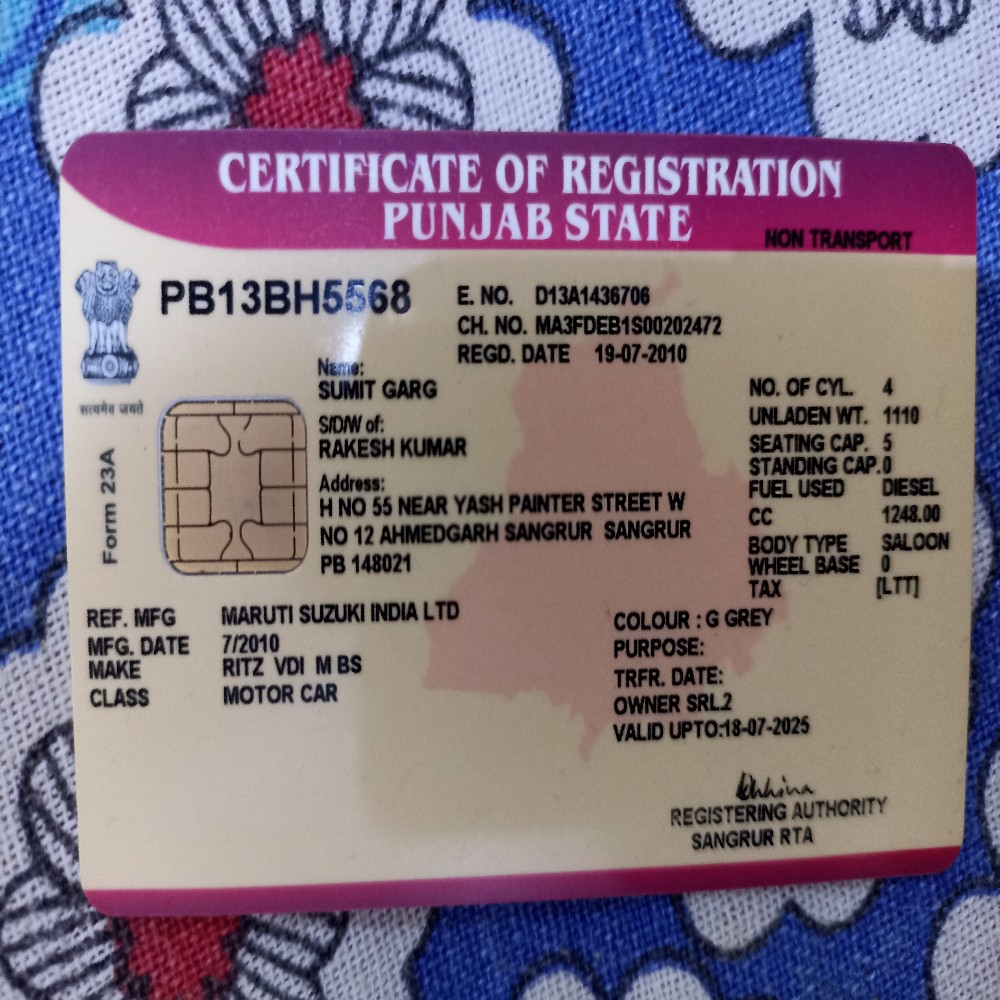 CERTIFICATE OF REGISTRATION
PUNJAB STATE
NON TRANSPORT
PB13BH5568
E. NO. D13A1436706
CH. NO. MA3FDEB1S00202472
REGD. DATE 19-07-2010
सत्यमेव जयते
Form 23A
Name:
SUMIT GARG
S/D/W of:
RAKESH KUMAR
Address:
H NO 55 NEAR YASH PAINTER STREET W
NO 12 AHMEDGARH SANGRUR SANGRUR
PB 148021
NO. OF CYL. 4
UNLADEN WT. 1110
SEATING CAP. 5
STANDING CAP.0
FUEL USED DIESEL
CC 1248.00
BODY TYPE SALOON
WHEEL BASE 0
TAX [LTT]
REF. MFG MARUTI SUZUKI INDIA LTD
MFG. DATE 7/2010
MAKE RITZ VDI M BS
CLASS MOTOR CAR
COLOUR : G GREY
PURPOSE:
TRFR. DATE:
OWNER SRL.2
VALID UPTO:18-07-2025
REGISTERING AUTHORITY
SANGRUR RTA